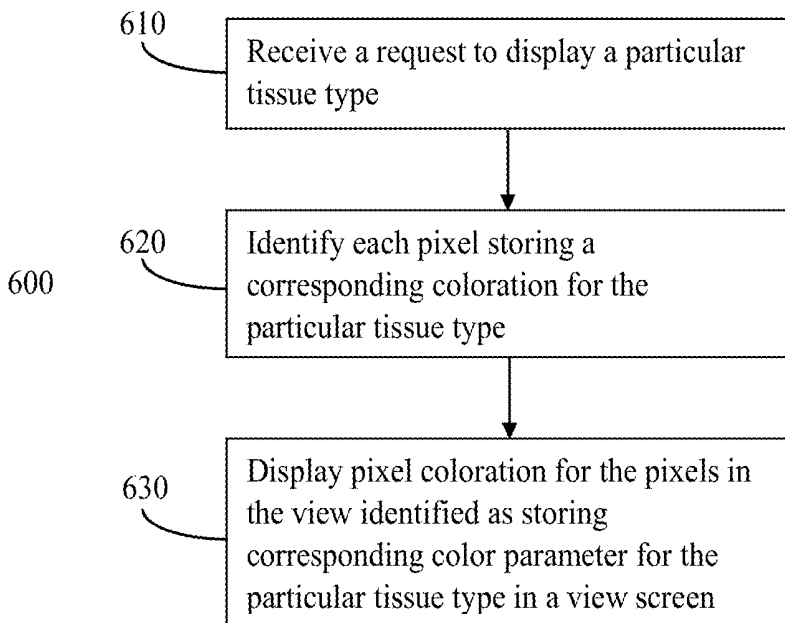 610
Receive a request to display a particular
tissue type
620
Identify each pixel storing a
corresponding coloration for the
particular tissue type
600
630
Display pixel coloration for the pixels in
the view identified as storing
corresponding color parameter for the
particular tissue type in a view screen